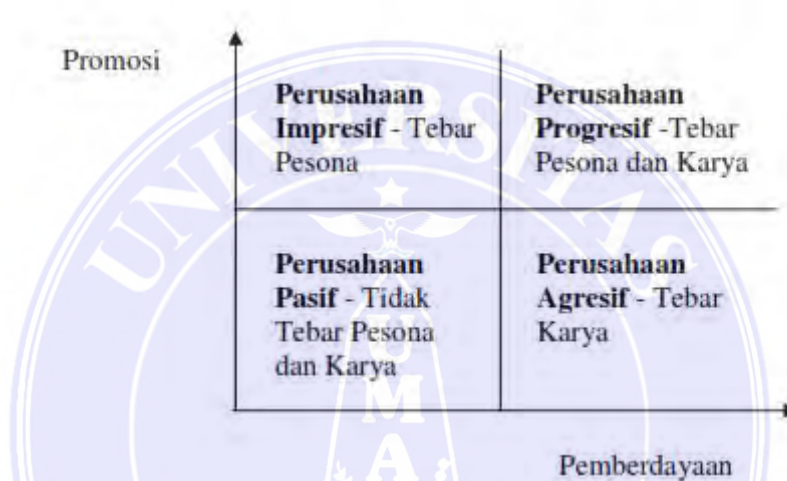 Promosi
Perusahaan
Impresif - Tebar
Pesona
Perusahaan
Progresif -Tebar
Pesona dan Karya
Perusahaan
Pasif - Tidak
Tebar Pesona
dan Karya
Perusahaan
Agresif - Tebar
Karya
Pemberdayaan
UNIVERSITAS
U
M
A